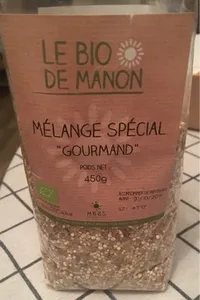 LE BIO
DE MANON
MÉLANGE SPÉCIAL
"GOURMAND"
POIDS NET
450g